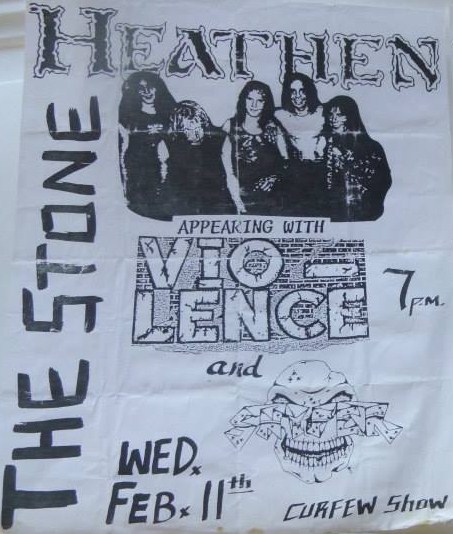 HEATHEN
THE STONE
APPEARING WITH
VIO-
LENCE
7 P.M.
and
WED.
FEB. 11th
CURFEW Show